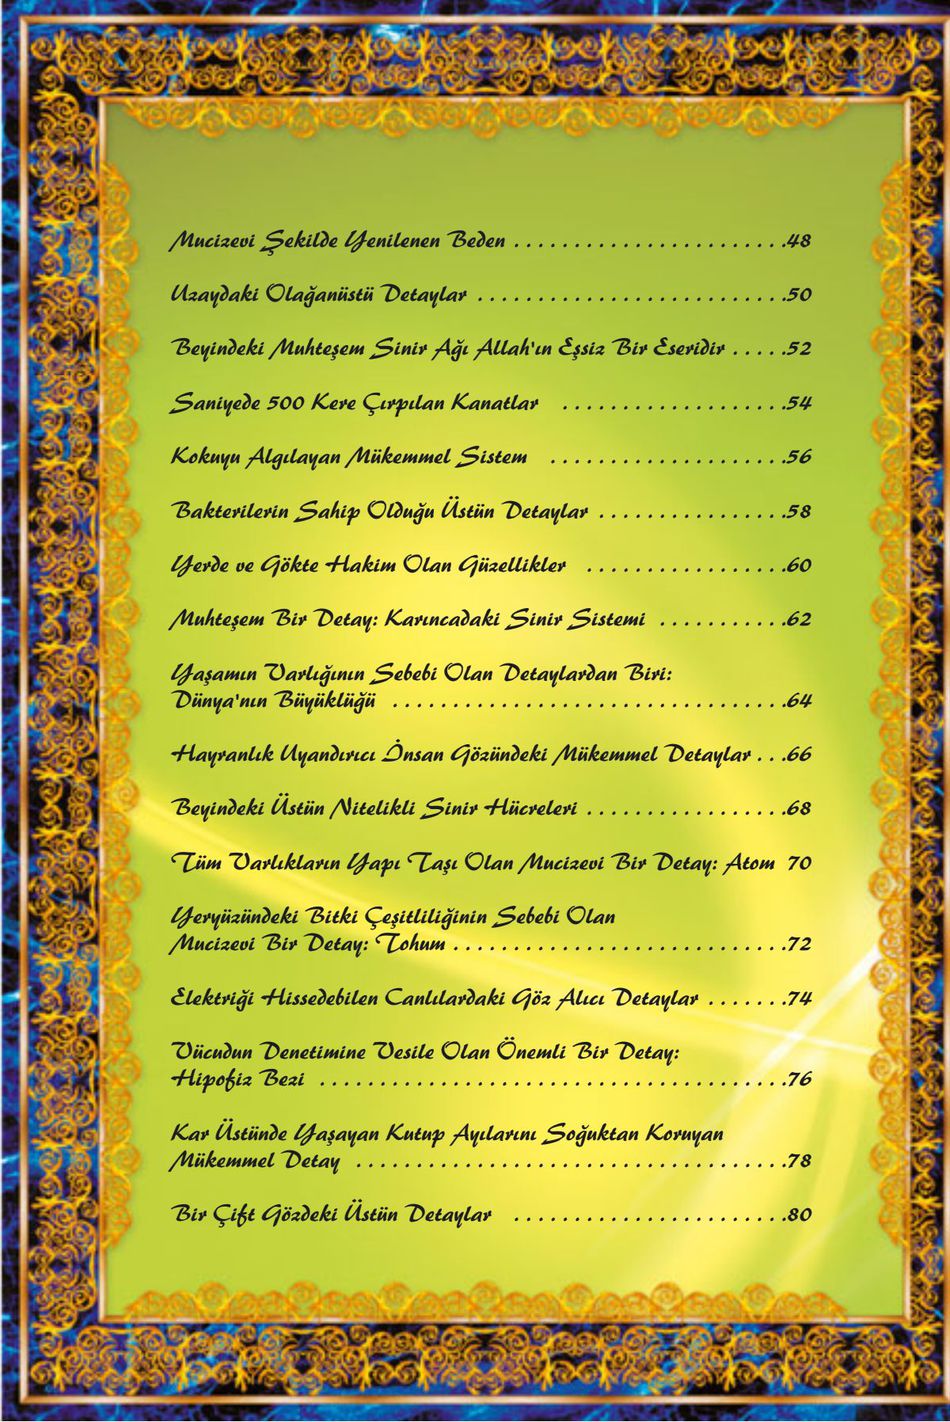 Mucizevi Şekilde Yenilenen Beden . . . . . . . . . . . . . . . . . . . . . . .48
Uzaydaki Olağanüstü Detaylar . . . . . . . . . . . . . . . . . . . . . . . . . .50
Beyindeki Muhteşem Sinir Ağı Allah'ın Eşsiz Bir Eseridir . . . . .52
Saniyede 500 Kere Çırpılan Kanatlar . . . . . . . . . . . . . . . . . . .54
Kokuyu Algılayan Mükemmel Sistem . . . . . . . . . . . . . . . . . . . .56
Bakterilerin Sahip Olduğu Üstün Detaylar . . . . . . . . . . . . . . . .58
Yerde ve Gökte Hakim Olan Güzellikler . . . . . . . . . . . . . . . . .60
Muhteşem Bir Detay: Karıncadaki Sinir Sistemi . . . . . . . . . . .62
Yaşamın Varlığının Sebebi Olan Detaylardan Biri:
Dünya'nın Büyüklüğü . . . . . . . . . . . . . . . . . . . . . . . . . . . . . . . . .64
Hayranlık Uyandırıcı İnsan Gözündeki Mükemmel Detaylar . . .66
Beyindeki Üstün Nitelikli Sinir Hücreleri . . . . . . . . . . . . . . . . .68
Tüm Varlıkların Yapı Taşı Olan Mucizevi Bir Detay: Atom 70
Yeryüzündeki Bitki Çeşitliliğinin Sebebi Olan
Mucizevi Bir Detay: Tohum . . . . . . . . . . . . . . . . . . . . . . . . . . . .72
Elektriği Hissedebilen Canlılardaki Göz Alıcı Detaylar . . . . . . .74
Vücudun Denetimine Vesile Olan Önemli Bir Detay:
Hipofiz Bezi . . . . . . . . . . . . . . . . . . . . . . . . . . . . . . . . . . . . . . .76
Kar Üstünde Yaşayan Kutup Ayılarını Soğuktan Koruyan
Mükemmel Detay . . . . . . . . . . . . . . . . . . . . . . . . . . . . . . . . . . . .78
Bir Çift Gözdeki Üstün Detaylar . . . . . . . . . . . . . . . . . . . . . . .80